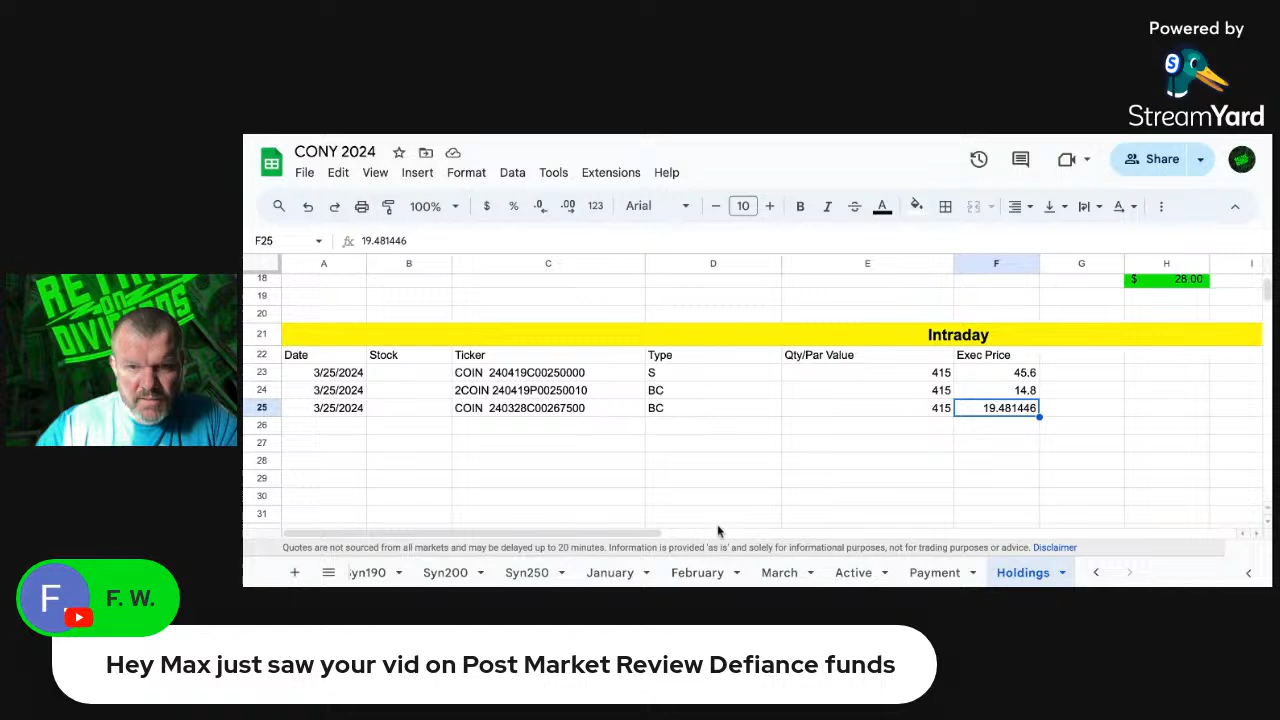 Powered by
StreamYard
CONY 2024
File Edit View Insert Format Data Tools Extensions Help
Share
100% $ % .0 .00 123 Arial 10 B I A
F25 fx 19.481446
A B C D E F G H I
18 $ 28.00
19
20
21 Intraday
22 Date Stock Ticker Type Qty/Par Value Exec Price
23 3/25/2024 COIN 240419C00250000 S 415 45.6
24 3/25/2024 2COIN 240419P00250010 BC 415 14.8
25 3/25/2024 COIN 240328C00267500 BC 415 19.481446
26
27
28
29
30
31
Quotes are not sourced from all markets and may be delayed up to 20 minutes. Information is provided 'as is' and solely for informational purposes, not for trading purposes or advice. Disclaimer
yn190 Syn200 Syn250 January February March Active Payment Holdings
RETIRE
ON
DIVIDENDS
F. F. W.
Hey Max just saw your vid on Post Market Review Defiance funds